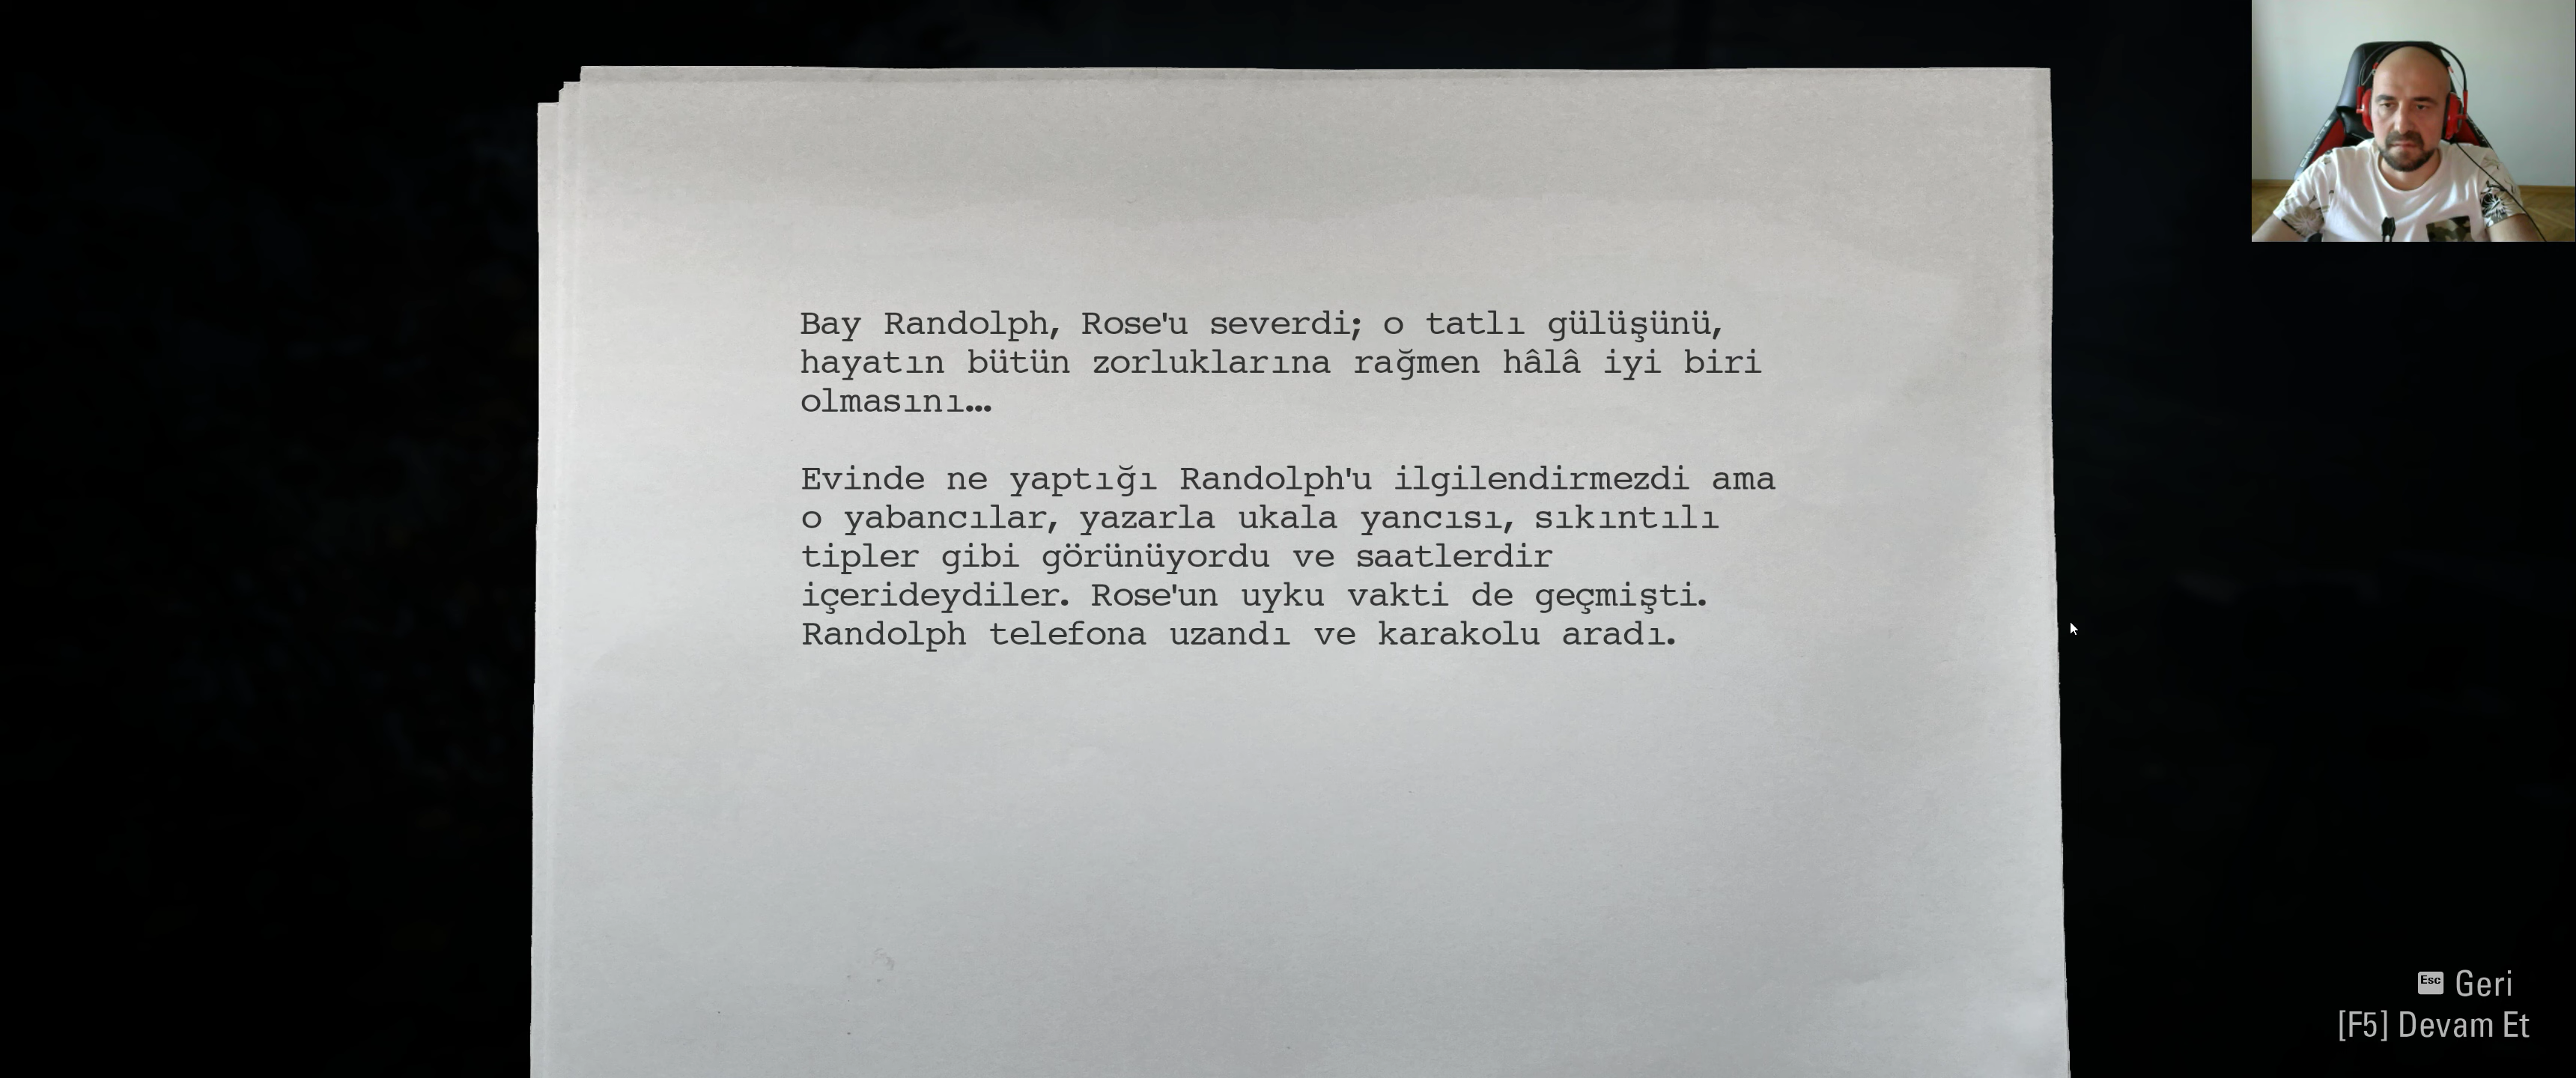 Bay Randolph, Rose'u severdi; o tatlı gülüşünü,
hayatın bütün zorluklarına rağmen hâlâ iyi biri
olmasını…
Evinde ne yaptığı Randolph'u ilgilendirmezdi ama
o yabancılar, yazarla ukala yancısı, sıkıntılı
tipler gibi görünüyordu ve saatlerdir
içerideydiler. Rose'un uyku vakti de geçmişti.
Randolph telefona uzandı ve karakolu aradı.
Esc Geri
[F5] Devam Et